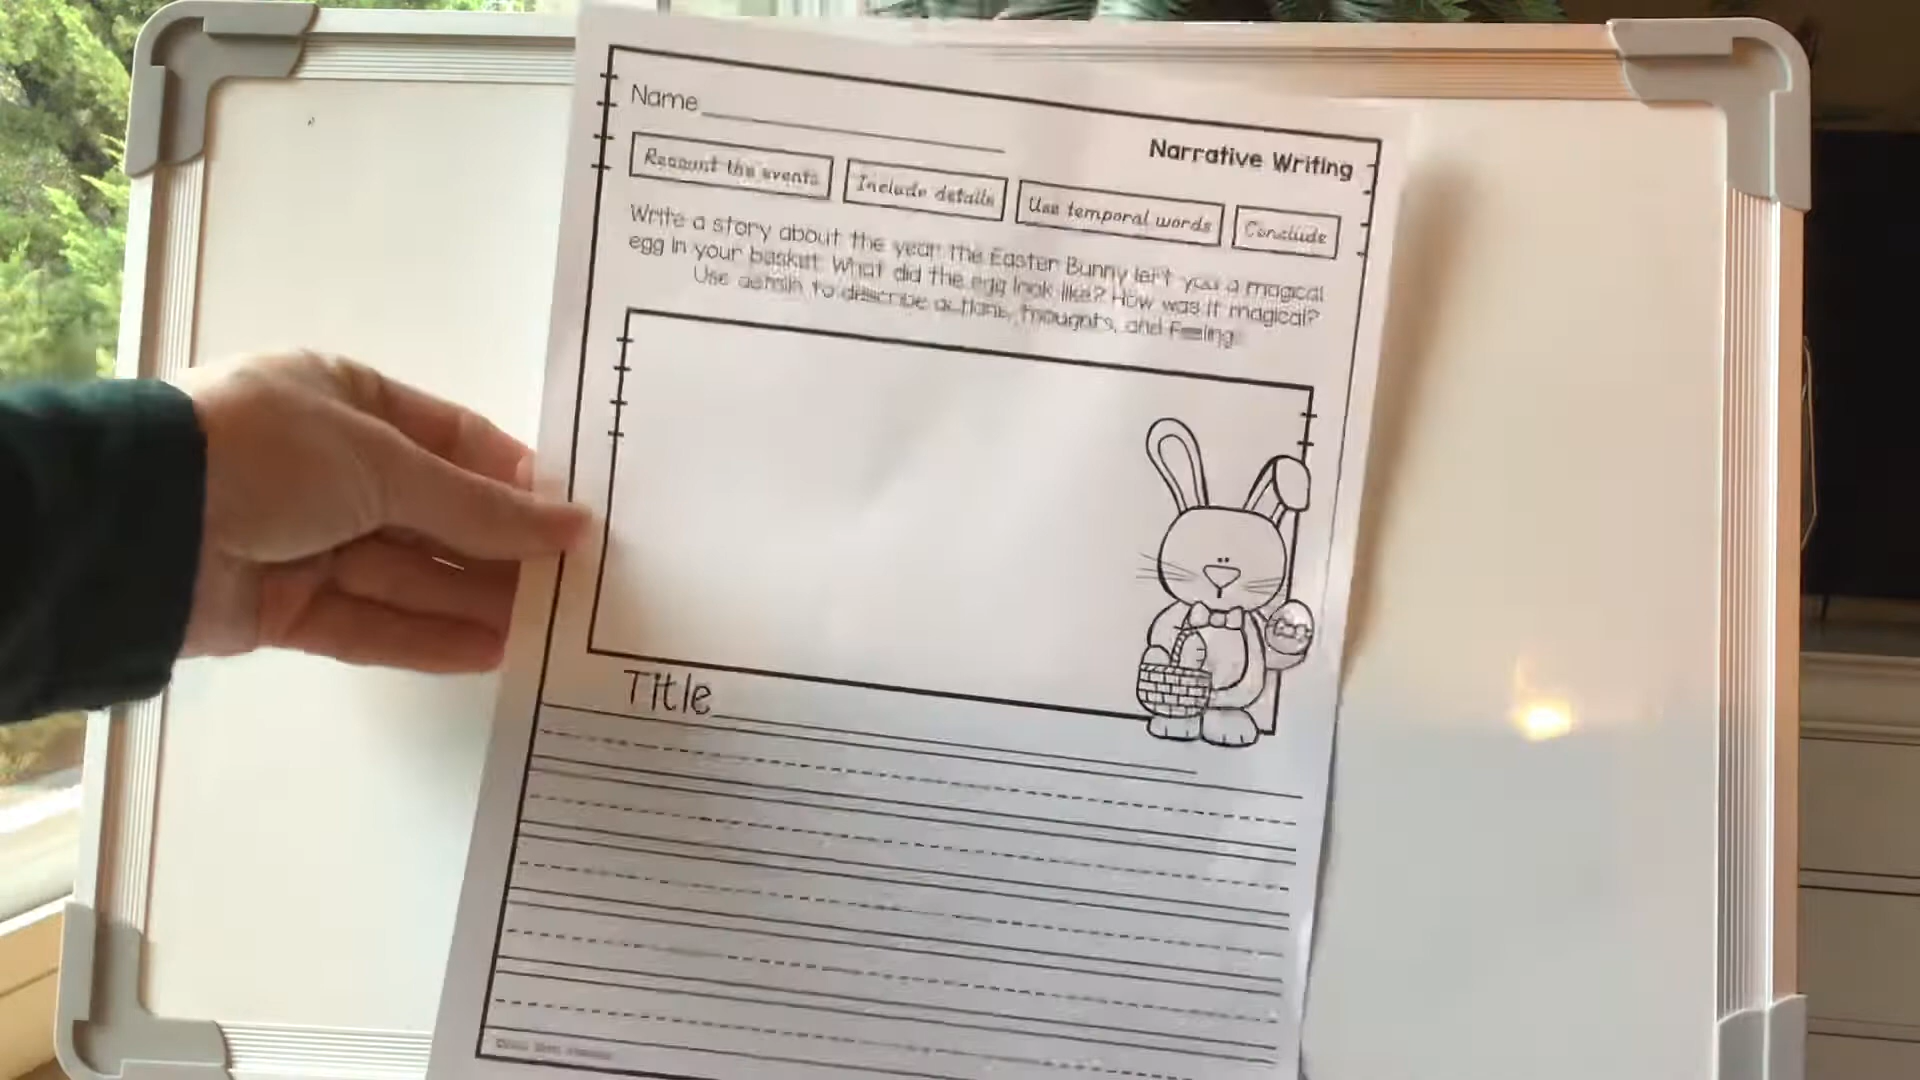 Name
Narrative Writing
Recount the events
Include details
Use temporal words
Conclude
Write a story about the year the Easter Bunny left you a magical
egg in your basket. What did the egg look like? How was it magical?
Use details to describe actions, thoughts, and feelings.
Title